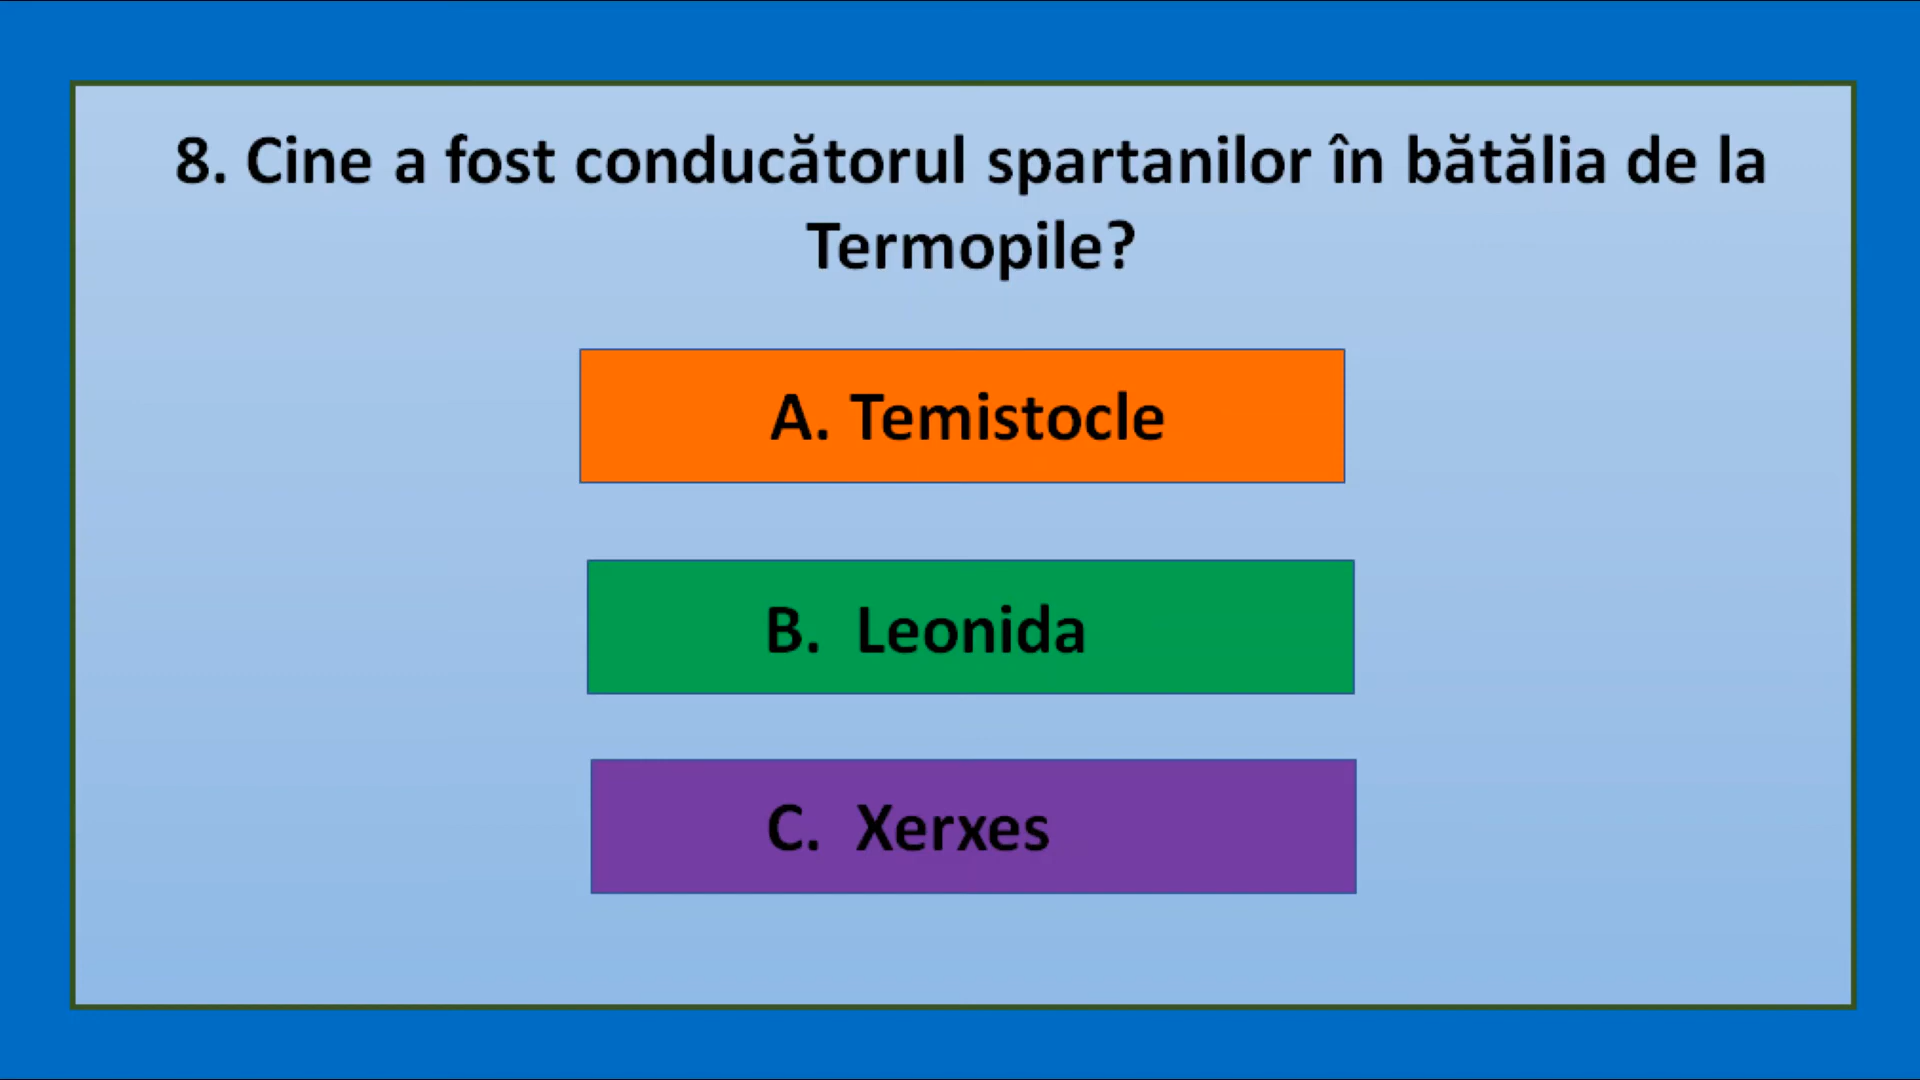 8. Cine a fost conducătorul spartanilor în bătălia de la
Termopile?
A. Temistocle
B. Leonida
C. Xerxes